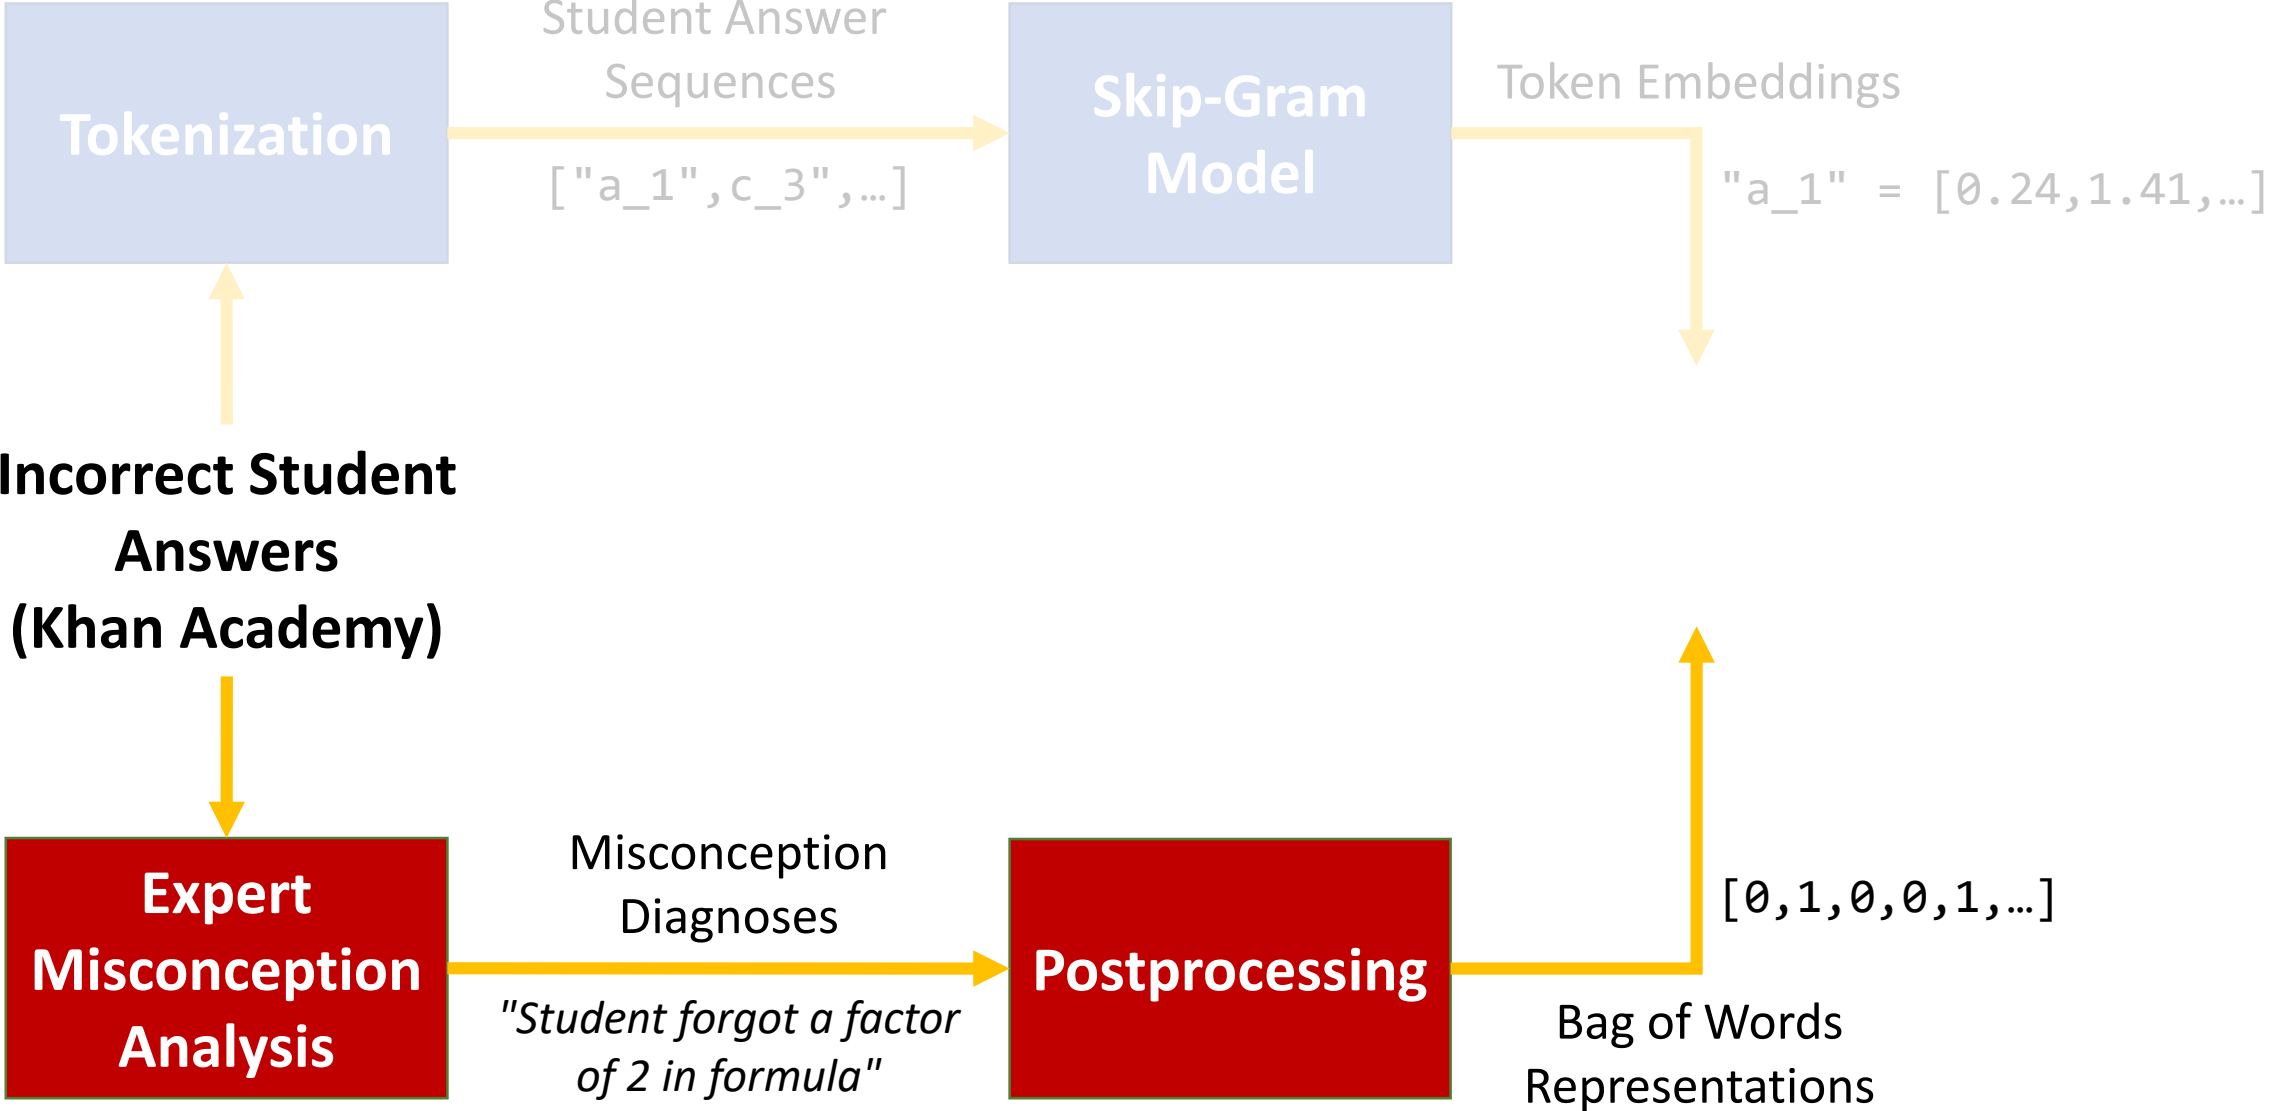 Student Answer
Sequences
Tokenization
["a_1",c_3",…]
Skip-Gram
Model
Token Embeddings
"a_1" = [0.24,1.41,…]
Incorrect Student
Answers
(Khan Academy)
Expert
Misconception
Analysis
Misconception
Diagnoses
"Student forgot a factor
of 2 in formula"
Postprocessing
[0,1,0,0,1,…]
Bag of Words
Representations